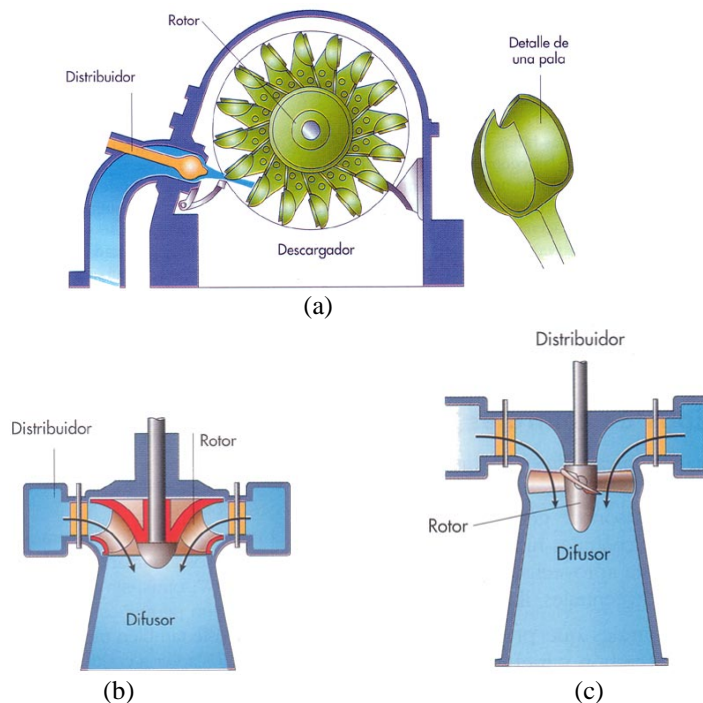 Rotor
Detalle de
una pala
Distribuidor
Descargador
(a)
Distribuidor
Distribuidor
Rotor
Rotor
Difusor
Difusor
(b)
(c)